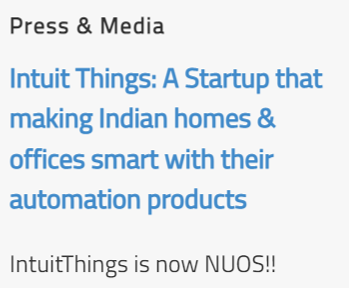 Press & Media
Intuit Things: A Startup that
making Indian homes &
offices smart with their
automation products
IntuitThings is now NUOS!!